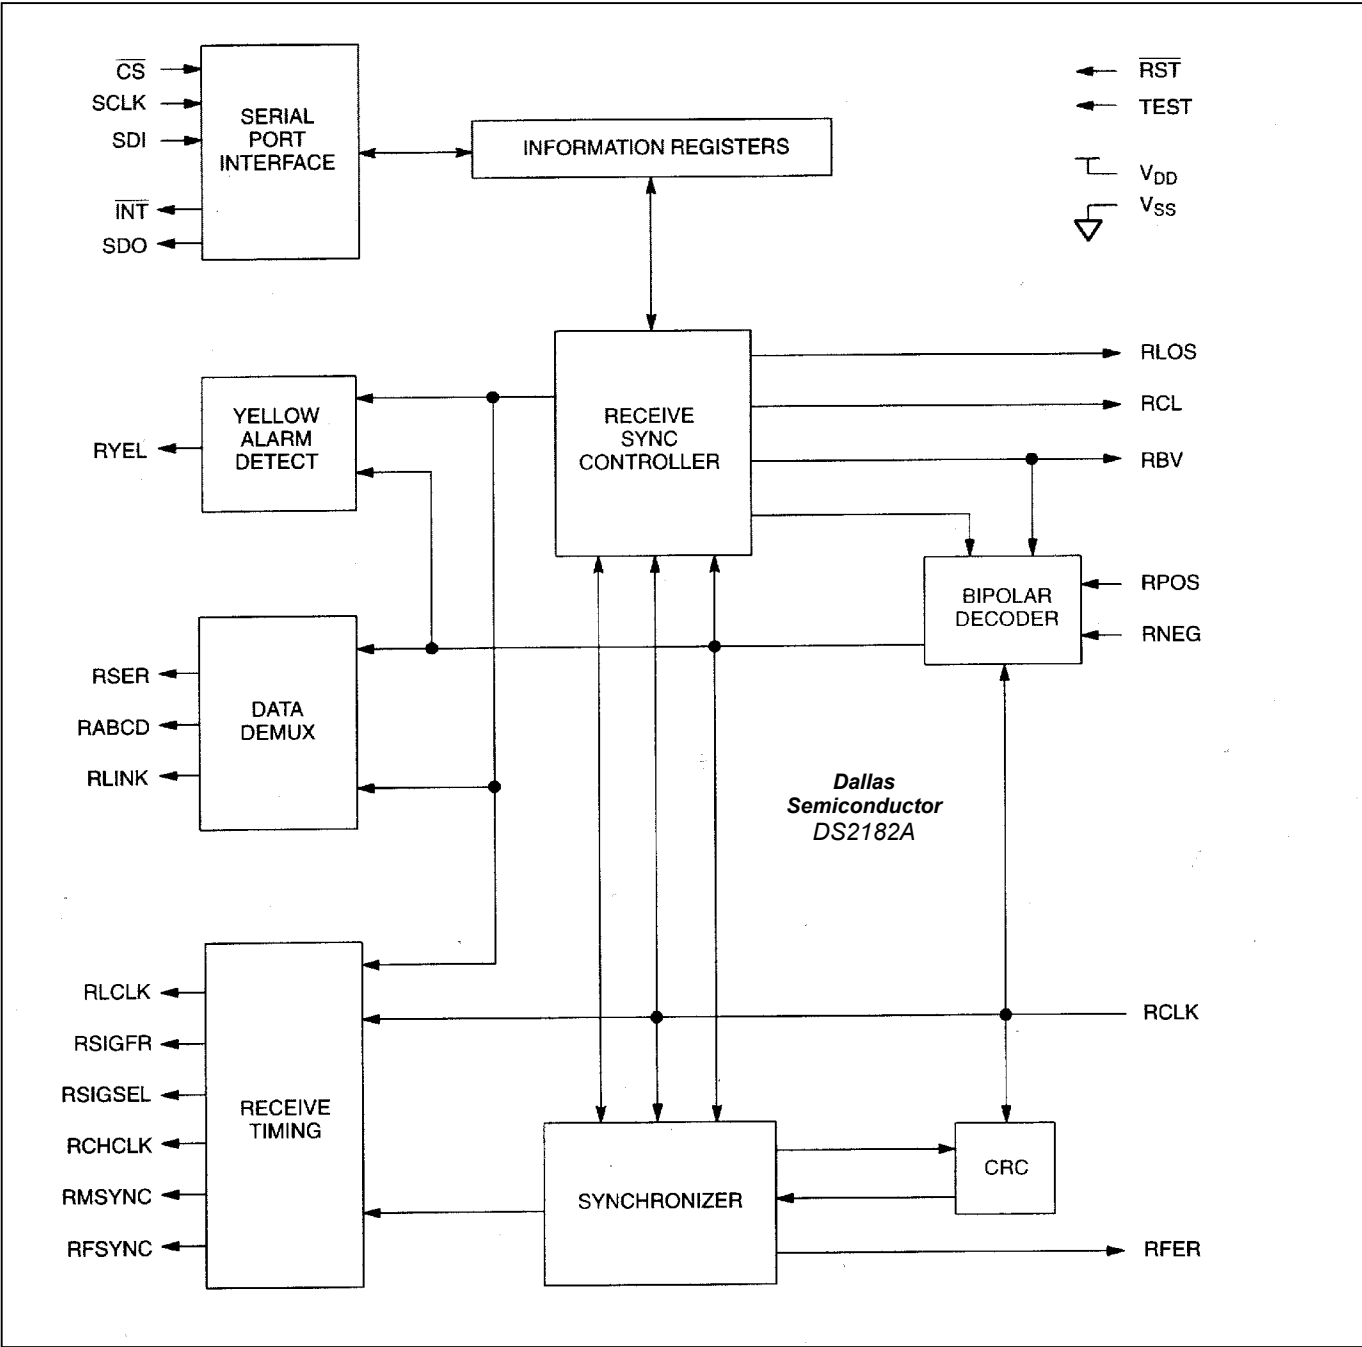 CS
SCLK
SDI
INT
SDO
SERIAL
PORT
INTERFACE
INFORMATION REGISTERS
RST
TEST
VDD
VSS
RYEL
YELLOW
ALARM
DETECT
RECEIVE
SYNC
CONTROLLER
RLOS
RCL
RBV
BIPOLAR
DECODER
RPOS
RNEG
RSER
RABCD
RLINK
DATA
DEMUX
Dallas
Semiconductor
DS2182A
RLCLK
RSIGFR
RSIGSEL
RCHCLK
RMSYNC
RFSYNC
RECEIVE
TIMING
RCLK
SYNCHRONIZER
CRC
RFER